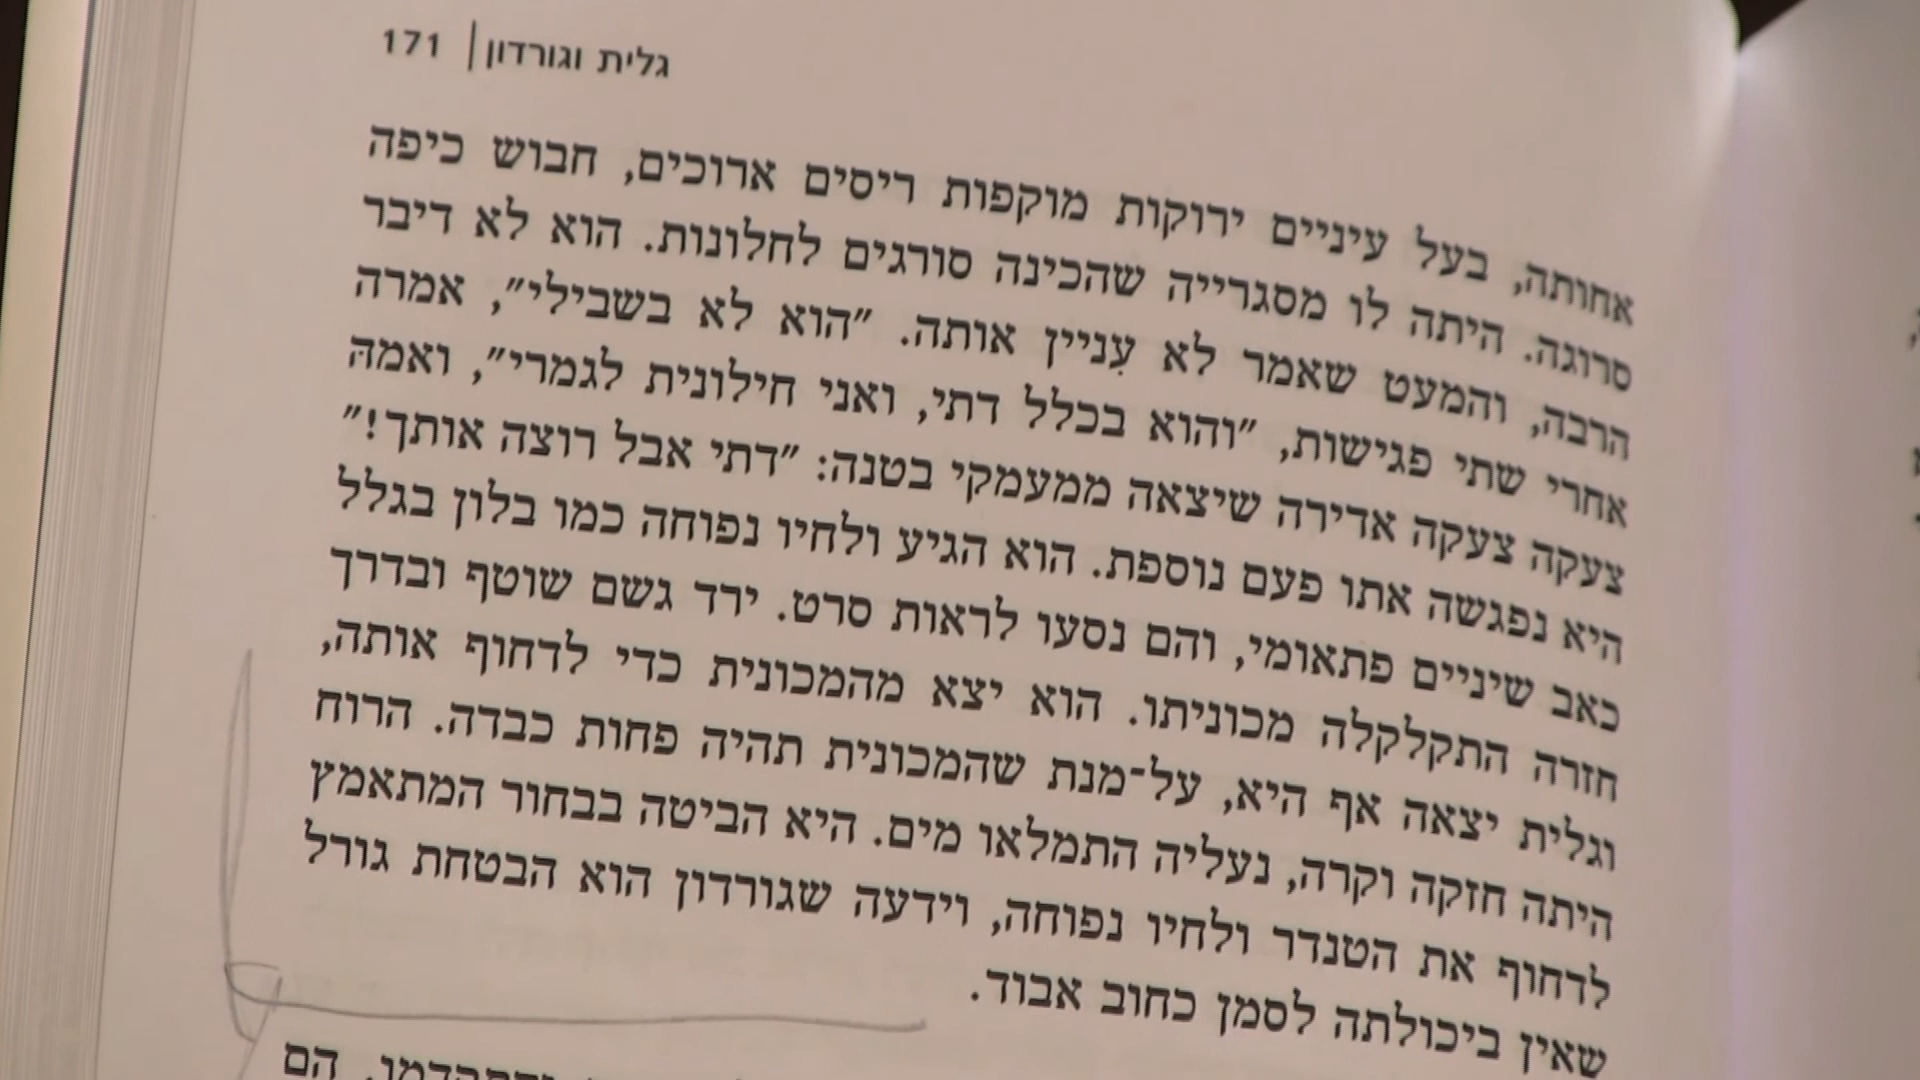 גלית וגורדון | 171
אחותה, בעל עיניים ירוקות מוקפות ריסים ארוכים, חבוש כיפה
סרוגה. היתה לו מסגרייה שהכינה סורגים לחלונות. הוא לא דיבר
הרבה, והמעט שאמר לא עִניין אותה. "הוא לא בשבילי", אמרה
אחרי שתי פגישות, "והוא בכלל דתי, ואני חילונית לגמרי", ואמהּ
צעקה צעקה אדירה שיצאה ממעמקי בטנה: "דתי אבל רוצה אותך!"
היא נפגשה אתו פעם נוספת. הוא הגיע ולחיו נפוחה כמו בלון בגלל
כאב שיניים פתאומי, והם נסעו לראות סרט. ירד גשם שוטף ובדרך
חזרה התקלקלה מכוניתו. הוא יצא מהמכונית כדי לדחוף אותה,
וגלית יצאה אף היא, על־מנת שהמכונית תהיה פחות כבדה. הרוח
היתה חזקה וקרה, נעליה התמלאו מים. היא הביטה בבחור המתאמץ
לדחוף את הטנדר ולחיו נפוחה, וידעה שגורדון הוא הבטחת גורל
שאין ביכולתה לסמן כחוב אבוד.
הם